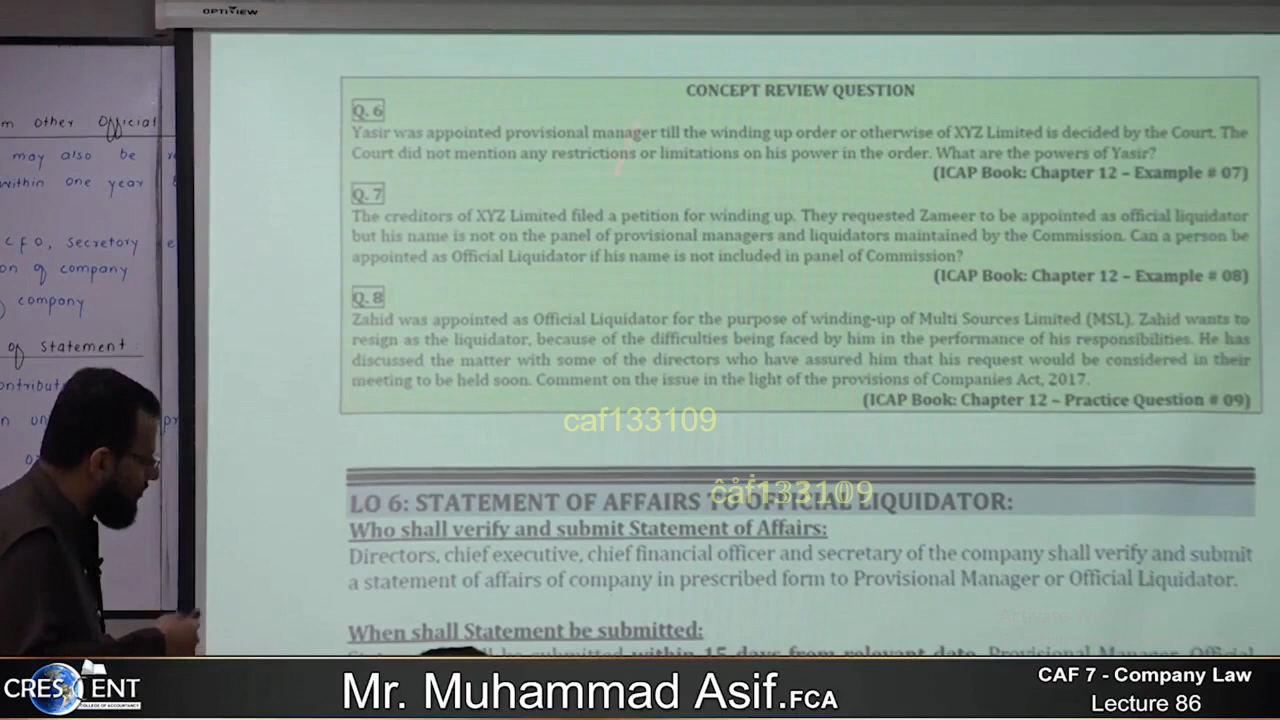 OPTIVIEW
m other Official
may also be
within one year
CFO, Secretary
on of company
company
of Statement:
CONCEPT REVIEW QUESTION
Q. 6
Yasir was appointed provisional manager till the winding up order or otherwise of XYZ Limited is decided by the Court. The
Court did not mention any restrictions or limitations on his power in the order. What are the powers of Yasir?
(ICAP Book: Chapter 12 – Example # 07)
Q. 7
The creditors of XYZ Limited filed a petition for winding up. They requested Zameer to be appointed as official liquidator
but his name is not on the panel of provisional managers and liquidators maintained by the Commission. Can a person be
appointed as Official Liquidator if his name is not included in panel of Commission?
(ICAP Book: Chapter 12 – Example # 08)
Q. 8
Zahid was appointed as Official Liquidator for the purpose of winding-up of Multi Sources Limited (MSL). Zahid wants to
resign as the liquidator, because of the difficulties being faced by him in the performance of his responsibilities. He has
discussed the matter with some of the directors who have assured him that his request would be considered in their
meeting to be held soon. Comment on the issue in the light of the provisions of Companies Act, 2017.
(ICAP Book: Chapter 12 – Practice Question # 09)
caf133109
LO 6: STATEMENT OF AFFAIRS TO OFFICIAL LIQUIDATOR:
Who shall verify and submit Statement of Affairs:
Directors, chief executive, chief financial officer and secretary of the company shall verify and submit
a statement of affairs of company in prescribed form to Provisional Manager or Official Liquidator.
When shall Statement be submitted:
be submitted within 15 days from relevant date. Provisional Manager, Official
CRESCENT
COLLEGE OF ACCOUNTANCY
Mr. Muhammad Asif.FCA
CAF 7 - Company Law
Lecture 86